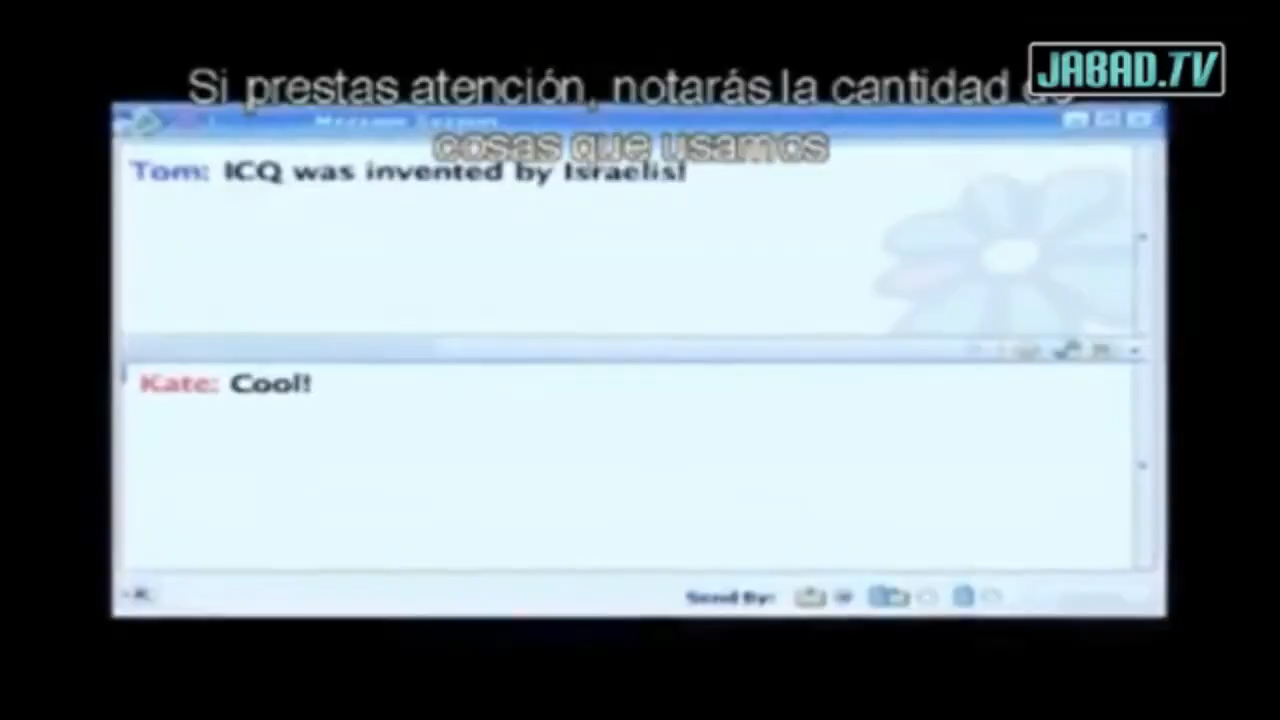 JABAD.TV
Si prestas atención, notarás la cantidad de
cosas que usamos
Tom: ICQ was invented by Israelis!
Kate: Cool!
Send By: